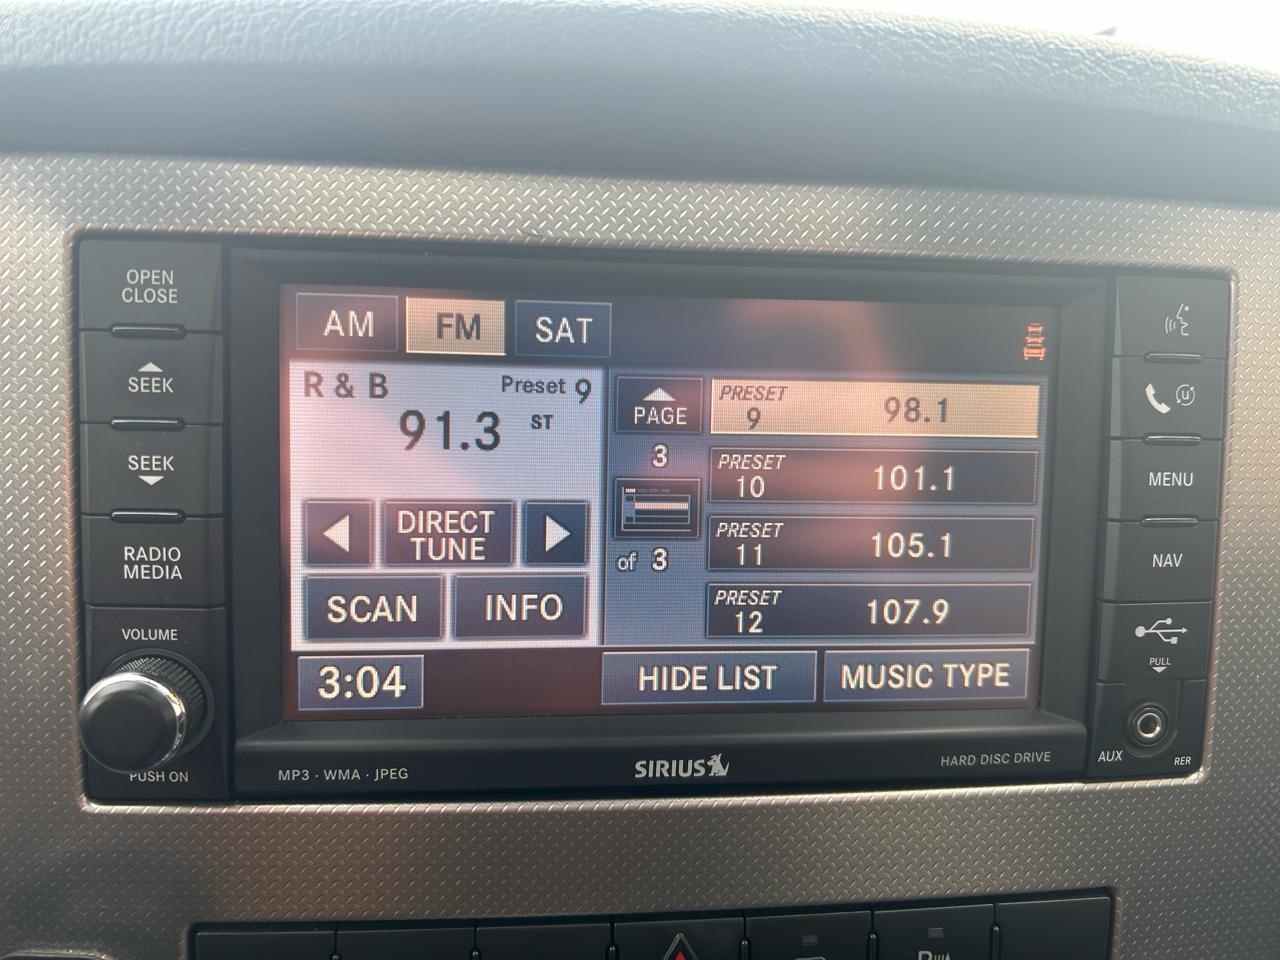 OPEN
CLOSE
SEEK
SEEK
RADIO
MEDIA
VOLUME
PUSH ON
AM
FM
SAT
R & B
Preset 9
91.3
ST
DIRECT
TUNE
SCAN
INFO
3:04
PAGE
3
of 3
PRESET
9
98.1
PRESET
10
101.1
PRESET
11
105.1
PRESET
12
107.9
HIDE LIST
MUSIC TYPE
MP3 · WMA · JPEG
SIRIUS
HARD DISC DRIVE
MENU
NAV
PULL
AUX
RER